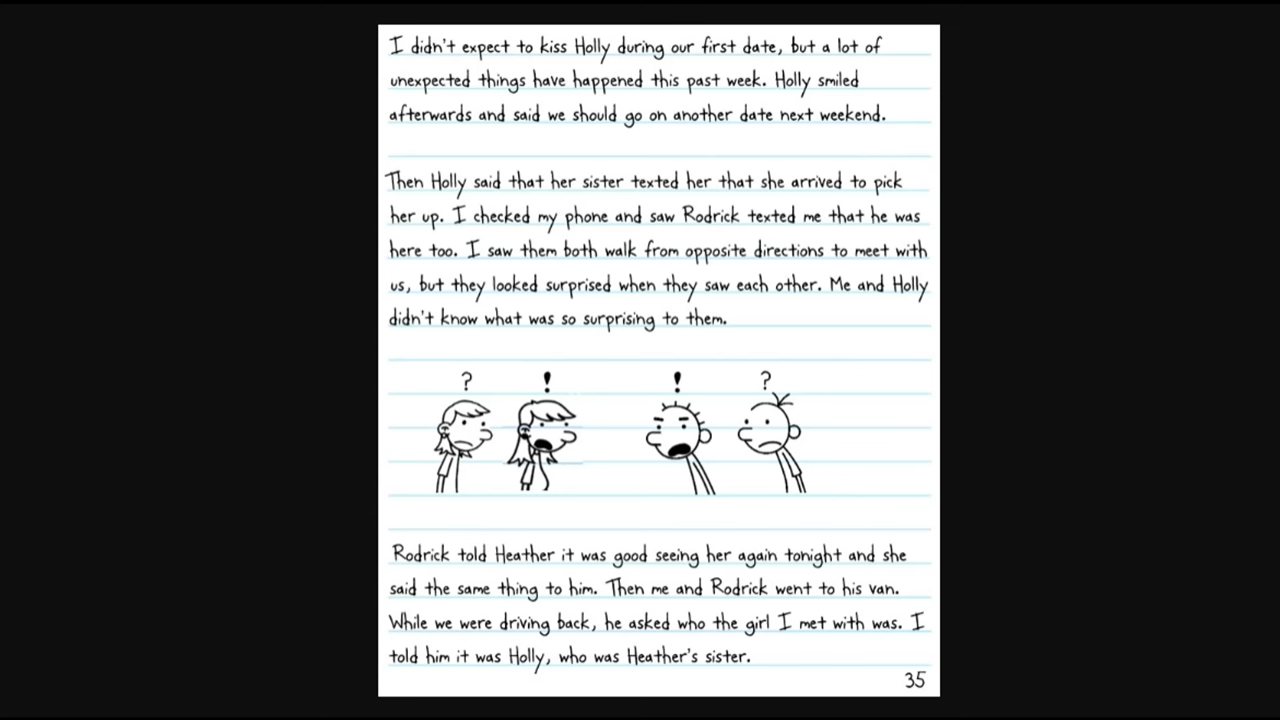 I didn't expect to kiss Holly during our first date, but a lot of
unexpected things have happened this past week. Holly smiled
afterwards and said we should go on another date next weekend.
Then Holly said that her sister texted her that she arrived to pick
her up. I checked my phone and saw Rodrick texted me that he was
here too. I saw them both walk from opposite directions to meet with
us, but they looked surprised when they saw each other. Me and Holly
didn't know what was so surprising to them.
? ! ! ?
Rodrick told Heather it was good seeing her again tonight and she
said the same thing to him. Then me and Rodrick went to his van.
While we were driving back, he asked who the girl I met with was. I
told him it was Holly, who was Heather's sister.
35